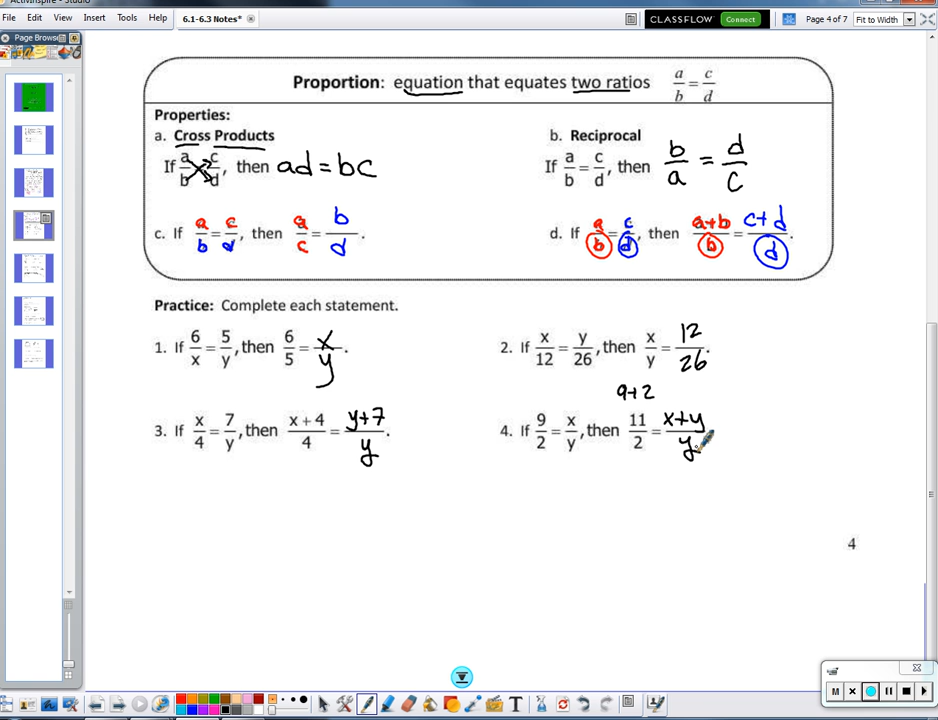 ActivInspire - Studio
File Edit View Insert Tools Help 6.1-6.3 Notes* CLASSFLOW Connect Page 4 of 7 Fit to Width
Page Browser
Proportion: equation that equates two ratios a/b = c/d
Properties:
a. Cross Products b. Reciprocal
If a/b = c/d, then ad = bc If a/b = c/d, then b/a = d/c
c. If a/b = c/d, then a/c = b/d. d. If a/b = c/d, then a+b/b = c+d/d.
Practice: Complete each statement.
1. If 6/x = 5/y, then 6/5 = x/y. 2. If x/12 = y/26, then x/y = 12/26.
9+2
3. If x/4 = 7/y, then x+4/4 = y+7/y. 4. If 9/2 = x/y, then 11/2 = x+y/y
4
M
T